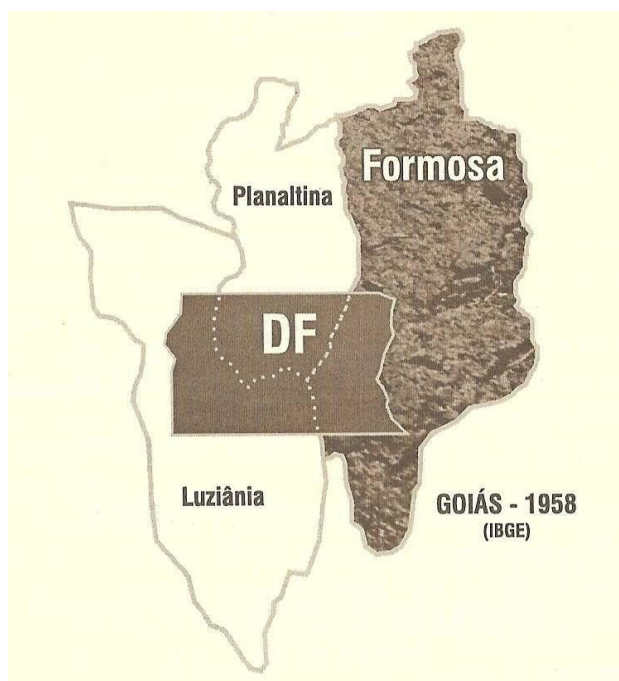 Formosa
Planaltina
DF
Luziânia
GOIÁS - 1958
(IBGE)